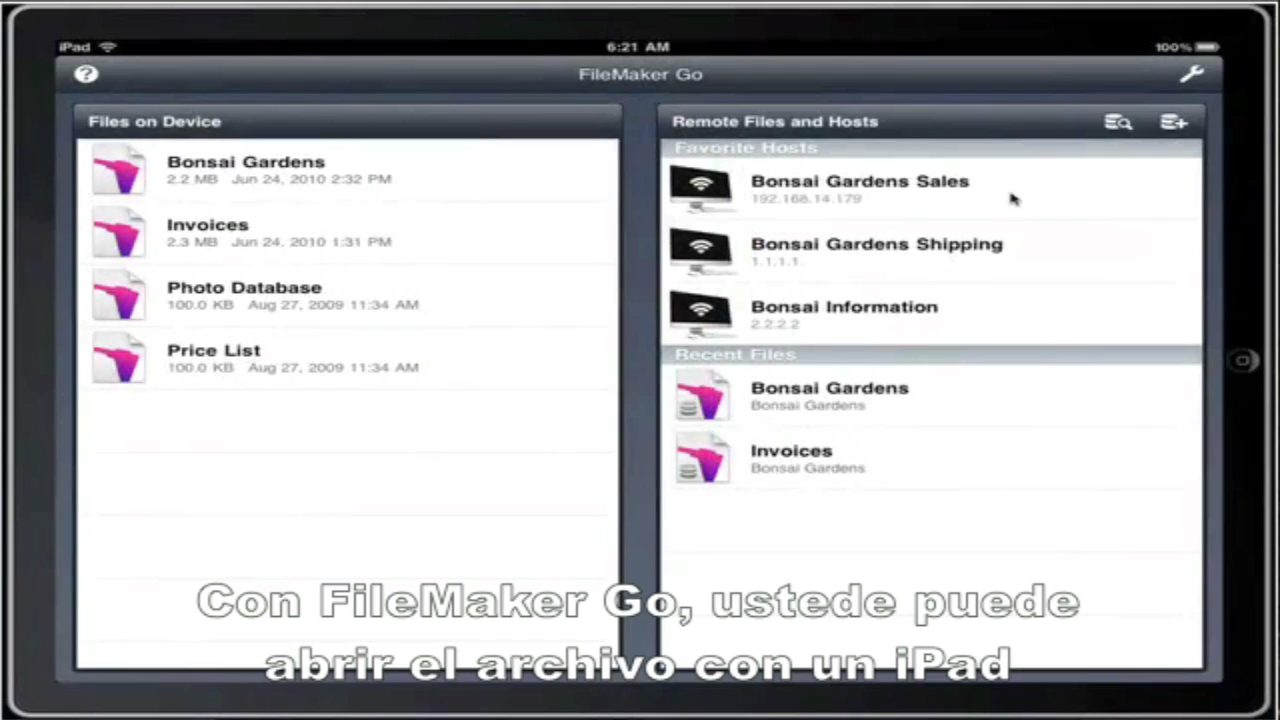 iPad
6:21 AM
100%
FileMaker Go
Files on Device
Bonsai Gardens
2.2 MB Jun 24, 2010 2:32 PM
Invoices
2.3 MB Jun 24, 2010 1:31 PM
Photo Database
100.0 KB Aug 27, 2009 11:34 AM
Price List
100.0 KB Aug 27, 2009 11:34 AM
Remote Files and Hosts
Favorite Hosts
Bonsai Gardens Sales
192.168.14.179
Bonsai Gardens Shipping
1.1.1.1.
Bonsai Information
2.2.2.2
Recent Files
Bonsai Gardens
Bonsai Gardens
Invoices
Bonsai Gardens
Con FileMaker Go, ustede puede
abrir el archivo con un iPad